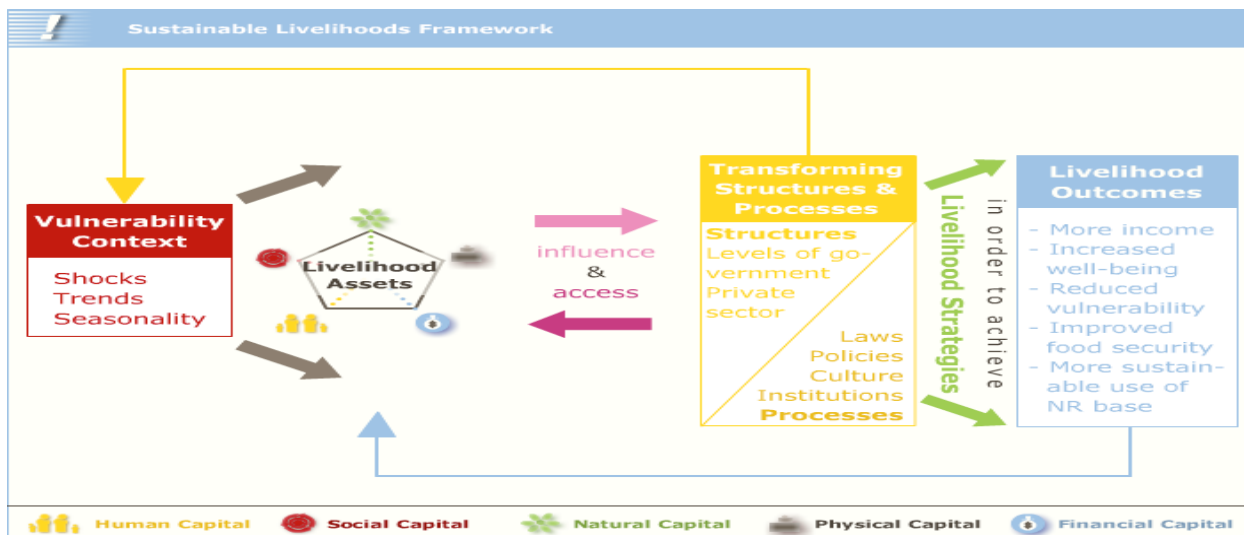 Sustainable Livelihoods Framework
Vulnerability
Context
Shocks
Trends
Seasonality
Livelihood
Assets
influence
&
access
Transforming
Structures &
Processes
Structures
Levels of go-
vernment
Private
sector
Laws
Policies
Culture
Institutions
Processes
Livelihood Strategies
in order to achieve
Livelihood
Outcomes
- More income
- Increased
well-being
- Reduced
vulnerability
- Improved
food security
- More sustain-
able use of
NR base
Human Capital
Social Capital
Natural Capital
Physical Capital
Financial Capital